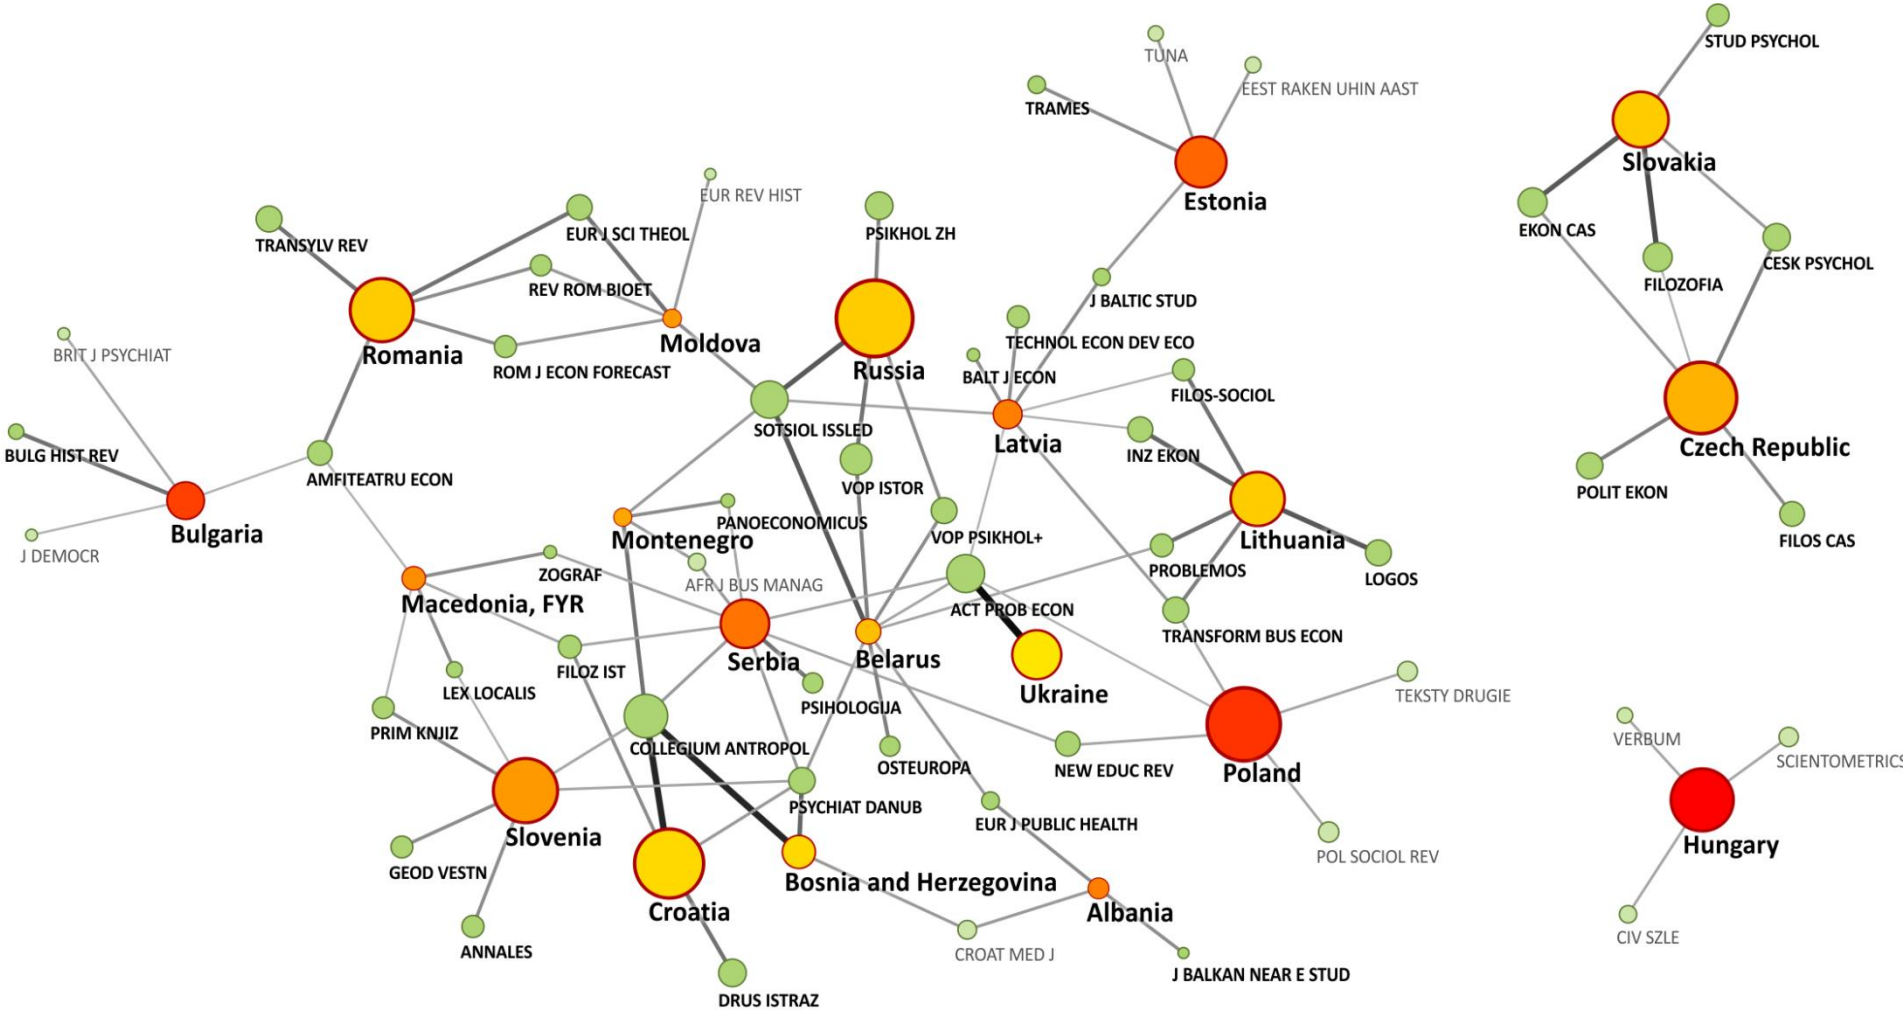 STUD PSYCHOL
TUNA
EEST RAKEN UHIN AAST
TRAMES
Slovakia
EUR REV HIST
Estonia
EKON CAS
EUR J SCI THEOL
PSIKHOL ZH
TRANSYLV REV
CESK PSYCHOL
FILOZOFIA
REV ROM BIOET
J BALTIC STUD
BRIT J PSYCHIAT
Romania
Moldova
TECHNOL ECON DEV ECO
ROM J ECON FORECAST
Russia
BALT J ECON
FILOS-SOCIOL
SOTSIOL ISSLED
Latvia
Czech Republic
BULG HIST REV
INZ EKON
AMFITEATRU ECON
VOP ISTOR
POLIT EKON
Bulgaria
PANOECONOMICUS
Montenegro
VOP PSIKHOL+
Lithuania
FILOS CAS
J DEMOCR
ZOGRAF
AFR J BUS MANAG
PROBLEMOS
LOGOS
Macedonia, FYR
ACT PROB ECON
TRANSFORM BUS ECON
Serbia
Belarus
FILOZ IST
LEX LOCALIS
Ukraine
TEKSTY DRUGIE
PSIHOLOGIJA
PRIM KNJIZ
COLLEGIUM ANTROPOL
VERBUM
OSTEUROPA
NEW EDUC REV
Poland
SCIENTOMETRICS
PSYCHIAT DANUB
EUR J PUBLIC HEALTH
Slovenia
Hungary
POL SOCIOL REV
GEOD VESTN
Bosnia and Herzegovina
Croatia
Albania
CIV SZLE
ANNALES
CROAT MED J
J BALKAN NEAR E STUD
DRUS ISTRAZ